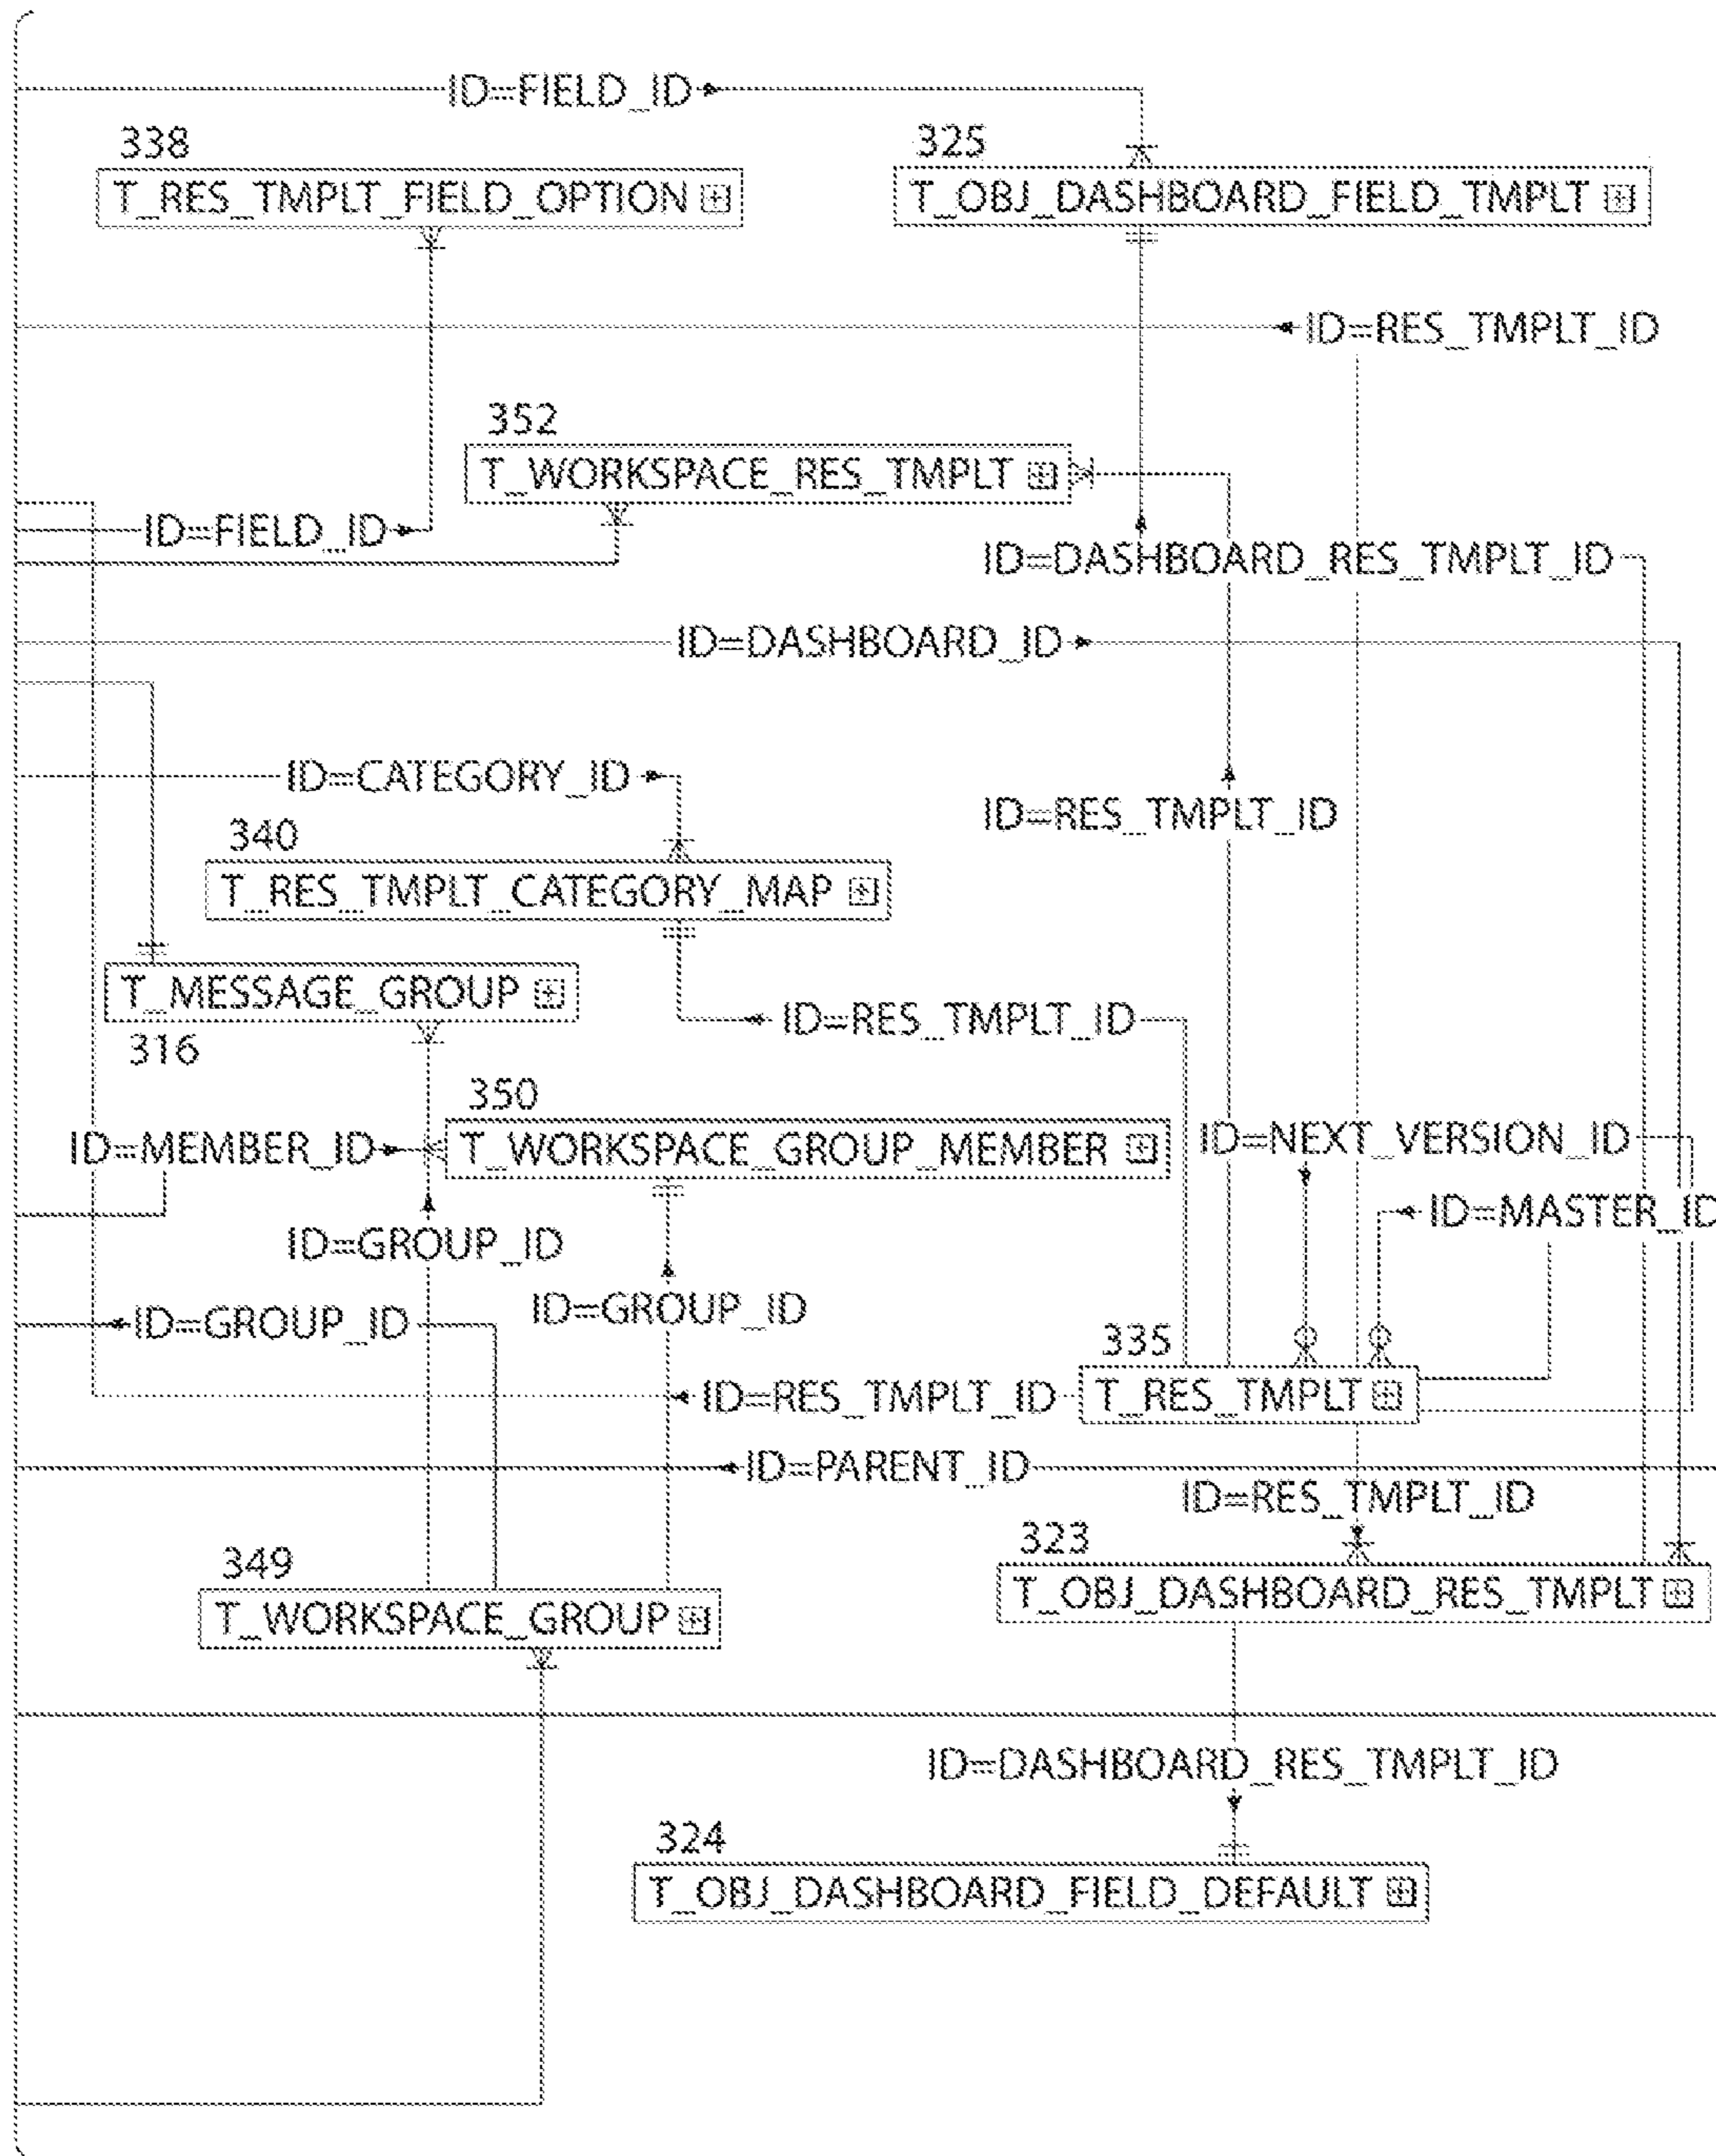 ID=FIELD_ID
338
325
T_RES_TMPLT_FIELD_OPTION
T_OBJ_DASHBOARD_FIELD_TMPLT
ID=RES_TMPLT_ID
352
T_WORKSPACE_RES_TMPLT
ID=FIELD_ID
ID=DASHBOARD_RES_TMPLT_ID
ID=DASHBOARD_ID
ID=CATEGORY_ID
ID=RES_TMPLT_ID
340
T_RES_TMPLT_CATEGORY_MAP
T_MESSAGE_GROUP
ID=RES_TMPLT_ID
316
350
ID=MEMBER_ID
T_WORKSPACE_GROUP_MEMBER
ID=NEXT_VERSION_ID
ID=MASTER_ID
ID=GROUP_ID
ID=GROUP_ID
ID=GROUP_ID
335
ID=RES_TMPLT_ID
T_RES_TMPLT
ID=PARENT_ID
ID=RES_TMPLT_ID
323
349
T_OBJ_DASHBOARD_RES_TMPLT
T_WORKSPACE_GROUP
ID=DASHBOARD_RES_TMPLT_ID
324
T_OBJ_DASHBOARD_FIELD_DEFAULT